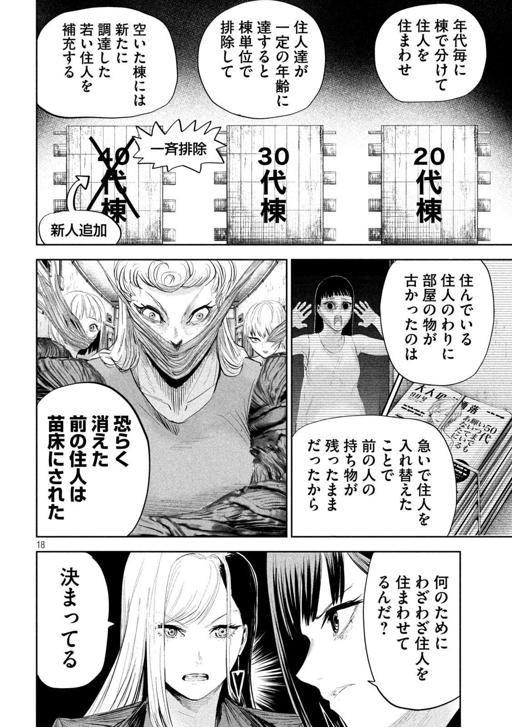 年代毎に
棟で分けて
住人を
住まわせ
住人達が
一定の年齢に
達すると
棟単位で
排除して
空いた棟には
新たに
調達した
若い住人を
補充する
20
代
棟
30
代
棟
一斉排除
40
代
棟
新人追加
住んでいる
住人のわりに
部屋の物が
古かったのは
急いで住人を
入れ替えた
ことで
前の人の
持ち物が
残ったまま
だったから
恐らく
消えた
前の住人は
苗床にされた
18
何のために
わざわざ住人を
住まわせて
るんだ?
決まってる